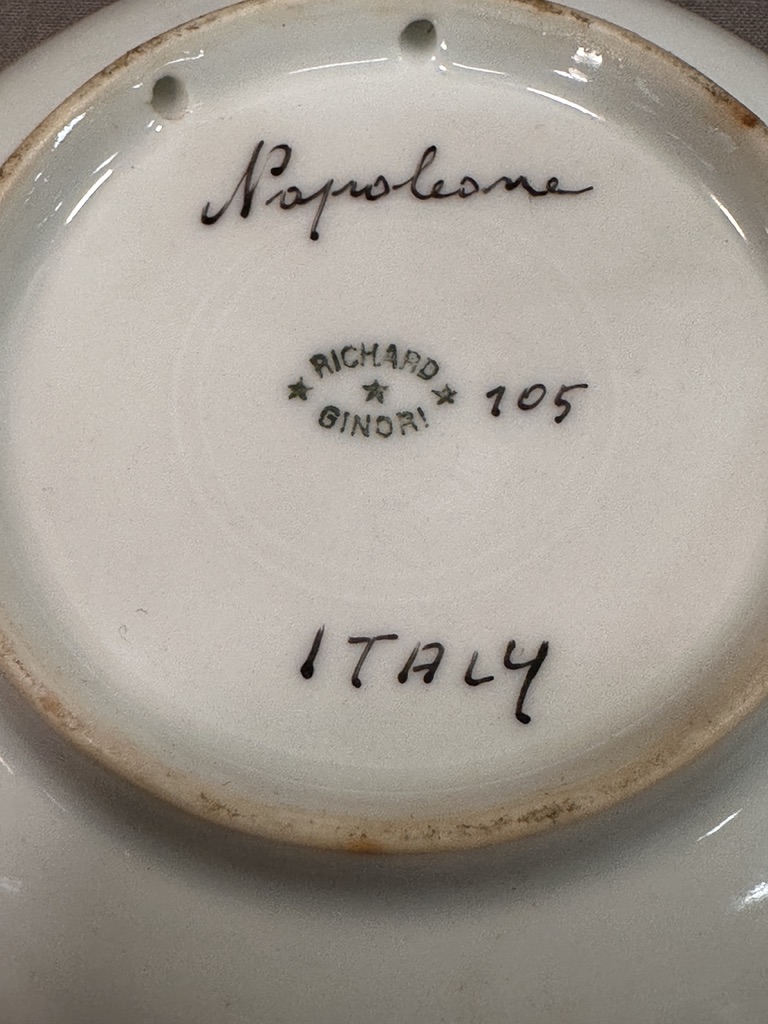 Napoleone
RICHARD
GINORI
105
ITALY